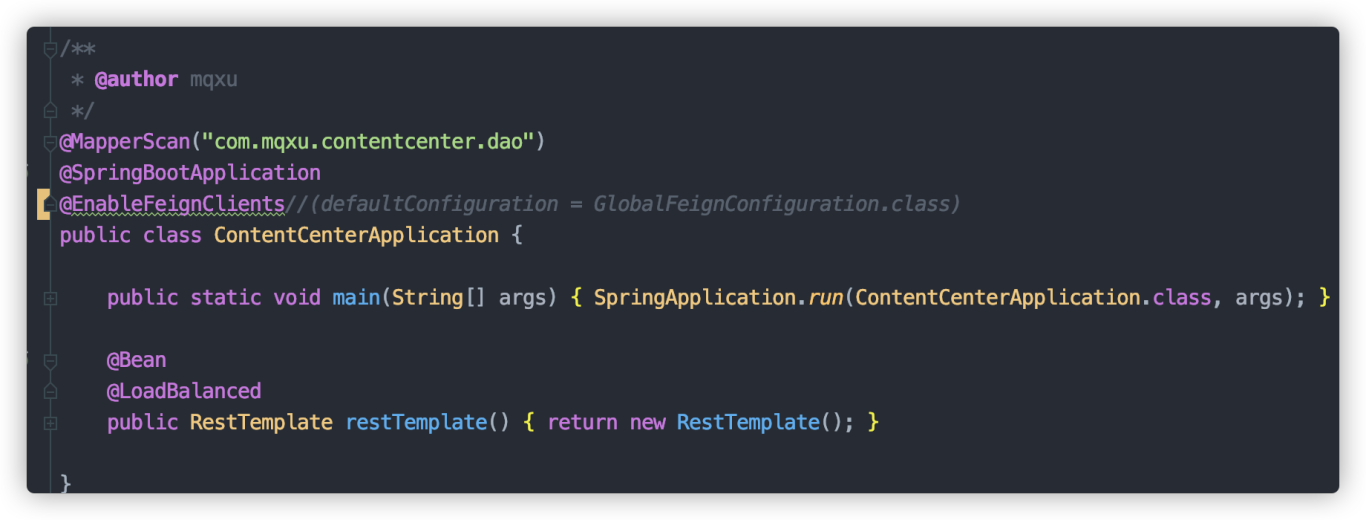 /**
 * @author mqxu
 */
@MapperScan("com.mqxu.contentcenter.dao")
@SpringBootApplication
@EnableFeignClients//(defaultConfiguration = GlobalFeignConfiguration.class)
public class ContentCenterApplication {
    public static void main(String[] args) { SpringApplication.run(ContentCenterApplication.class, args); }
    @Bean
    @LoadBalanced
    public RestTemplate restTemplate() { return new RestTemplate(); }
}